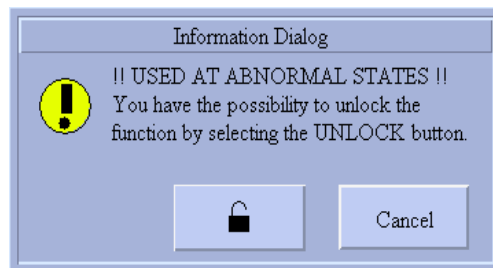 Information Dialog
!! USED AT ABNORMAL STATES !!
You have the possibility to unlock the
function by selecting the UNLOCK button.
Cancel